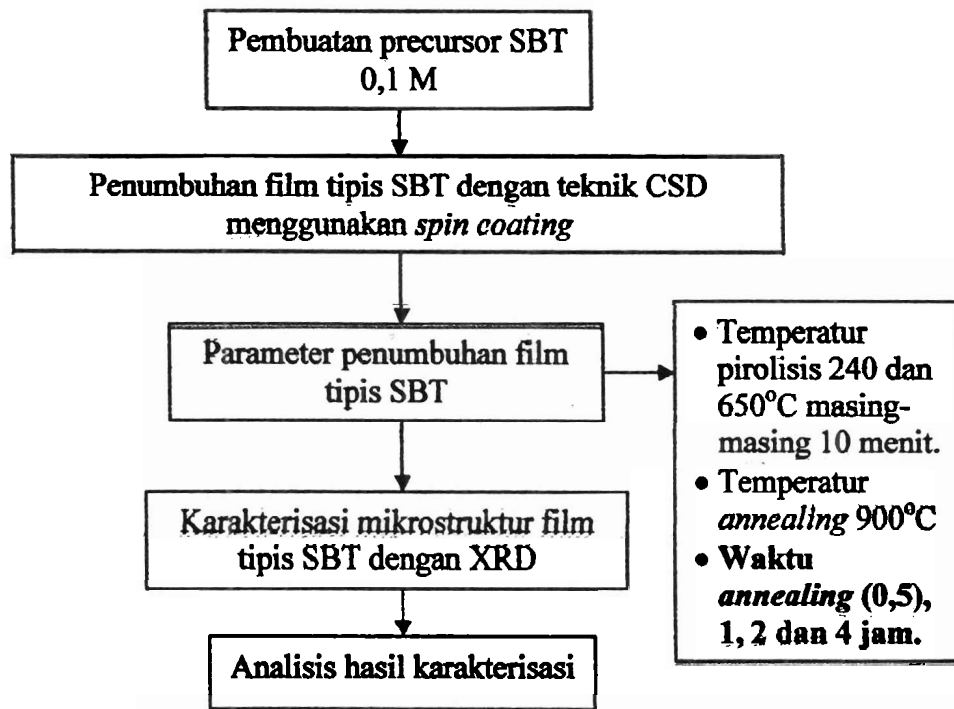 Pembuatan precursor SBT
0,1 M
Penumbuhan film tipis SBT dengan teknik CSD
menggunakan spin coating
Parameter penumbuhan film
tipis SBT
• Temperatur
pirolisis 240 dan
650°C masing-
masing 10 menit.
• Temperatur
annealing 900°C
• Waktu
annealing (0,5),
1, 2 dan 4 jam.
Karakterisasi mikrostruktur film
tipis SBT dengan XRD
Analisis hasil karakterisasi